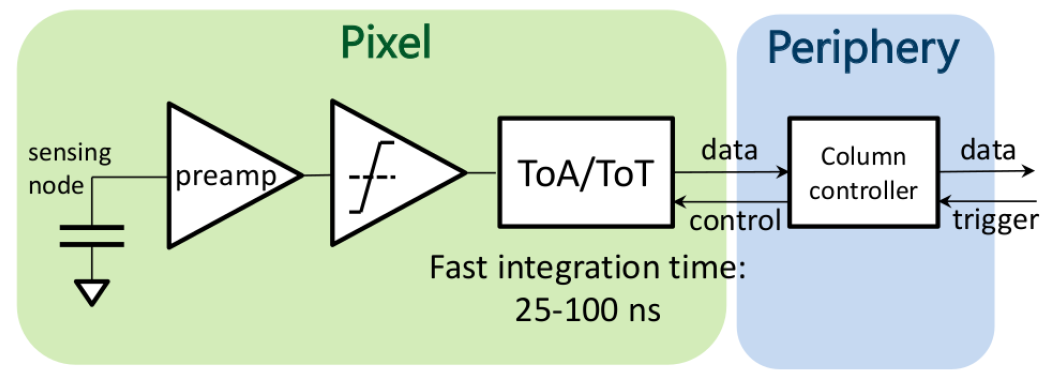 Pixel
Periphery
sensing
node
preamp
ToA/ToT
data
control
Column
controller
data
trigger
Fast integration time:
25-100 ns